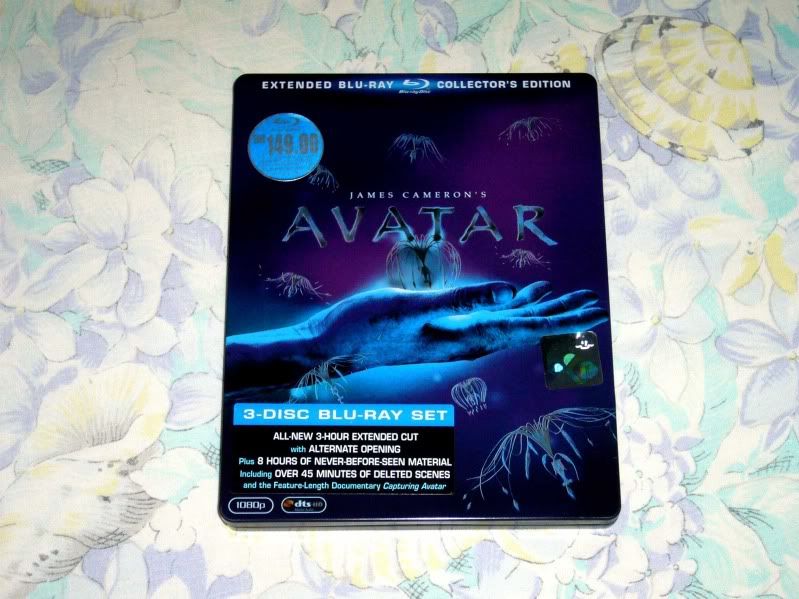 EXTENDED BLU-RAY Blu-ray Disc COLLECTOR'S EDITION
RM 149.90
JAMES CAMERON'S
AVATAR
3-DISC BLU-RAY SET
ALL-NEW 3-HOUR EXTENDED CUT
with ALTERNATE OPENING
Plus 8 HOURS OF NEVER-BEFORE-SEEN MATERIAL
Including OVER 45 MINUTES OF DELETED SCENES
and the Feature-Length Documentary Capturing Avatar
1080p dts-HD